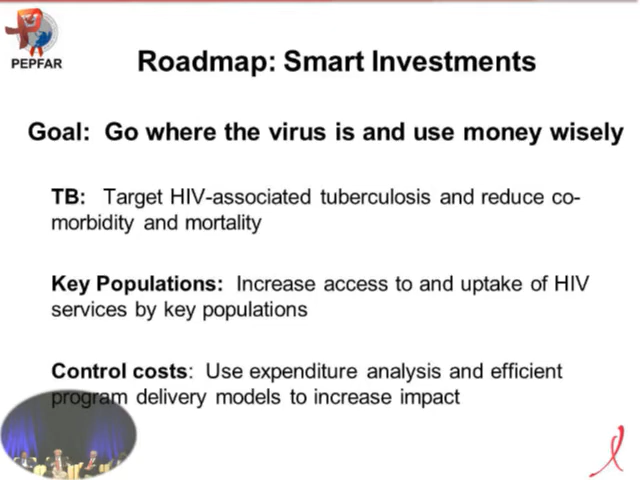 PEPFAR
Roadmap: Smart Investments
Goal: Go where the virus is and use money wisely
TB: Target HIV-associated tuberculosis and reduce co-
morbidity and mortality
Key Populations: Increase access to and uptake of HIV
services by key populations
Control costs: Use expenditure analysis and efficient
program delivery models to increase impact